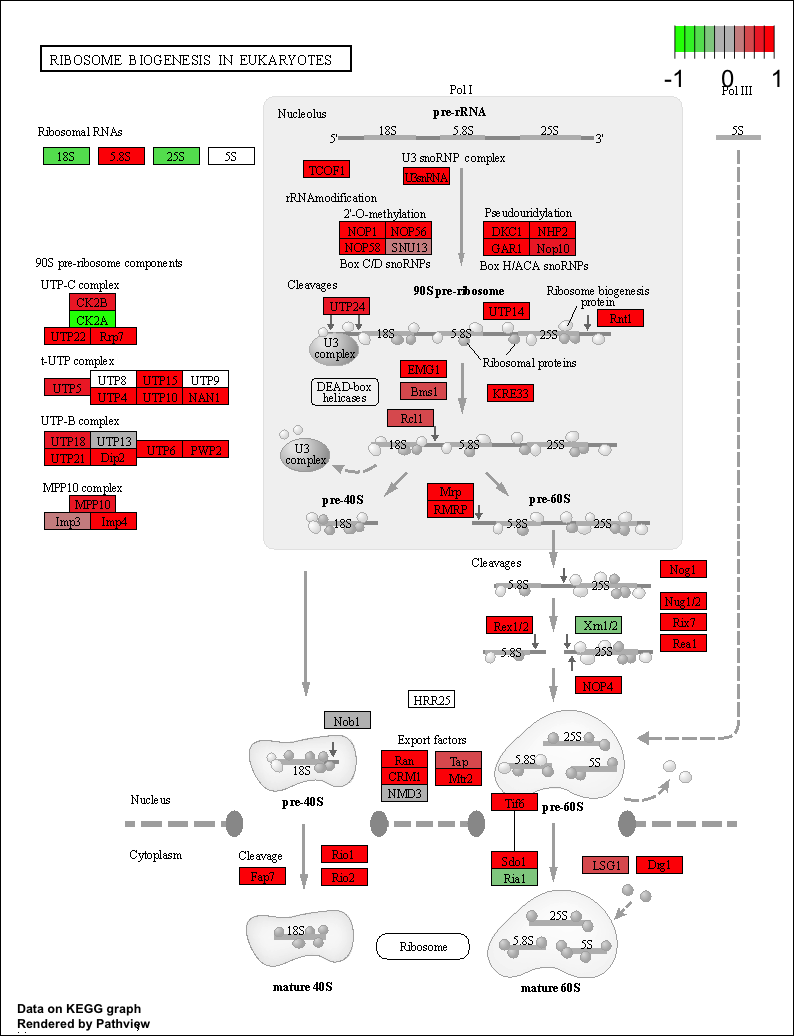 RIBOSOME BIOGENESIS IN EUKARYOTES
-1 0 1
Pol I
Pol III
Nucleolus
pre-rRNA
5' 18S 5.8S 25S 3'
5S
Ribosomal RNAs
18S 5.8S 25S 5S
U3 snoRNP complex
TCOF1
U3snRNA
rRNAmodification
2'-O-methylation
Pseudouridylation
NOP1 NOP56
DKC1 NHP2
NOP58 SNU13
GAR1 Nop10
Box C/D snoRNPs
Box H/ACA snoRNPs
90S pre-ribosome components
UTP-C complex
CK2B
CK2A
UTP22 Rrp7
t-UTP complex
UTP5
UTP8 UTP15 UTP9
UTP4 UTP10 NAN1
UTP-B complex
UTP18 UTP13
UTP6 PWP2
UTP21 Dip2
MPP10 complex
MPP10
Imp3 Imp4
Cleavages
90S pre-ribosome
Ribosome biogenesis
protein
UTP24
UTP14
Rnt1
18S 5.8S 25S
U3
complex
Ribosomal proteins
EMG1
DEAD-box
helicases
Bms1
KRE33
Rcl1
18S 5.8S 25S
U3
complex
pre-40S
pre-60S
Mrp
RMRP
18S
5.8S 25S
Cleavages
Nog1
5.8S 25S
Nug1/2
Rex1/2
Xrn1/2
Rix7
Rea1
5.8S
25S
NOP4
HRR25
Nob1
Export factors
25S
5.8S 5S
18S
Ran
Tap
CRM1
Mtr2
NMD3
pre-40S
Tif6
pre-60S
Nucleus
Cytoplasm
Cleavage
Fap7
Rio1
Rio2
Sdo1
Ria1
LSG1
Drg1
18S
Ribosome
25S
5.8S 5S
mature 40S
mature 60S
Data on KEGG graph
Rendered by Pathview